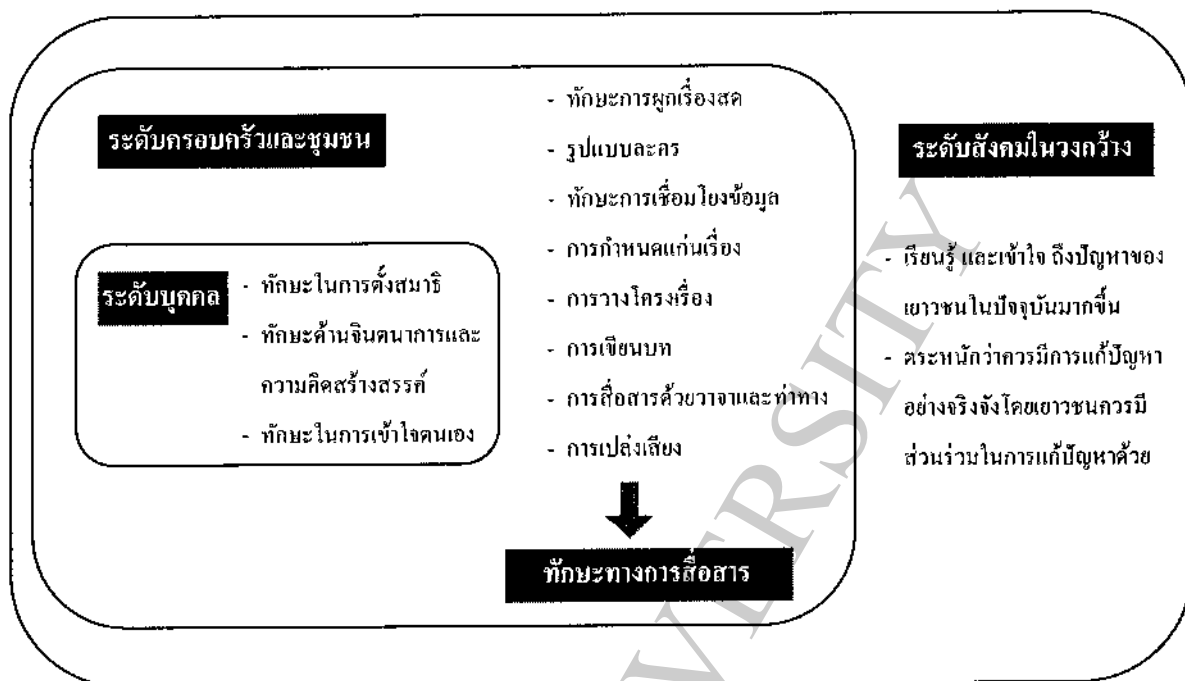 ระดับครอบครัวและชุมชน
ระดับบุคคล
- ทักษะในการตั้งสมาธิ
- ทักษะด้านจินตนาการและ
ความคิดสร้างสรรค์
- ทักษะในการเข้าใจตนเอง
- ทักษะการผูกเรื่องสด
- รูปแบบละคร
- ทักษะการเชื่อมโยงข้อมูล
- การกำหนดแก่นเรื่อง
- การวางโครงเรื่อง
- การเขียนบท
- การสื่อสารด้วยวาจาและท่าทาง
- การเปล่งเสียง
ทักษะทางการสื่อสาร
ระดับสังคมในวงกว้าง
- เรียนรู้ และเข้าใจ ถึงปัญหาของ
เยาวชนในปัจจุบันมากขึ้น
- ตระหนักว่าควรมีการแก้ปัญหา
อย่างจริงจังโดยเยาวชนควรมี
ส่วนร่วมในการแก้ปัญหาด้วย
VERSITY